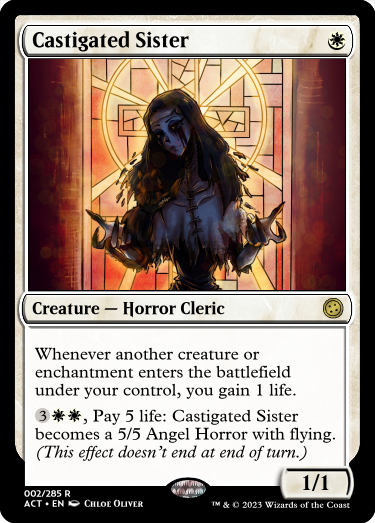 Castigated Sister
Creature — Horror Cleric
Whenever another creature or
enchantment enters the battlefield
under your control, you gain 1 life.
3, Pay 5 life: Castigated Sister
becomes a 5/5 Angel Horror with flying.
(This effect doesn't end at end of turn.)
1/1
002/285 R
ACT • EN CHLOE OLIVER
™ & © 2023 Wizards of the Coast